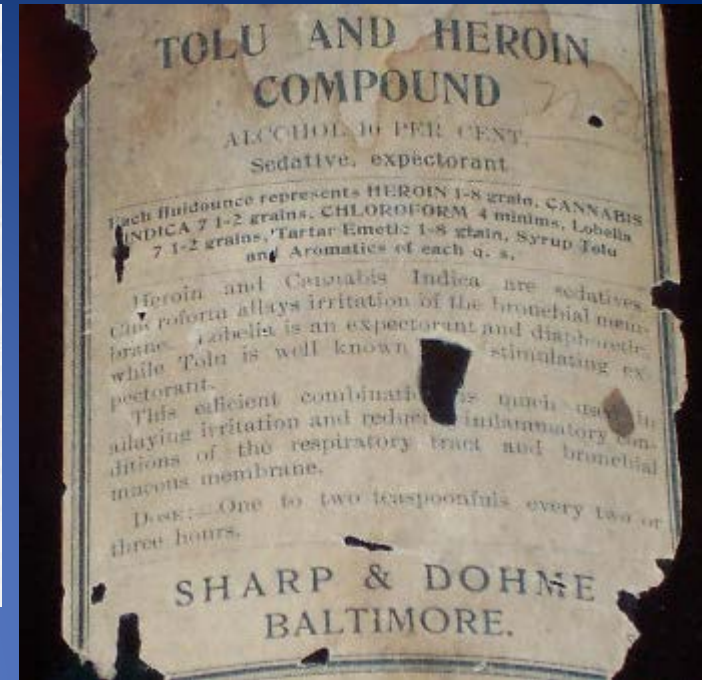 TOLU AND HEROIN
COMPOUND
ALCOHOL 10 PER CENT.
Sedative, expectorant
Each fluidounce represents HEROIN 1-8 grain, CANNABIS
INDICA 7 1-2 grains, CHLOROFORM 4 minims, Lobelia
7 1-2 grains, Tartar Emetic 1-8 grain, Syrup Tolu
and Aromatics of each q. s.
Heroin and Cannabis Indica are sedatives,
Chloroform allays irritation of the bronchial mem-
brane. Lobelia is an expectorant and diaphoretic,
while Tolu is well known stimulating ex-
pectorant.
This efficient combination is much used in
allaying irritation and reducing inflammatory con-
ditions of the respiratory tract and bronchial
mucous membrane.
DOSE:—One to two teaspoonfuls every two or
three hours.
SHARP & DOHME
BALTIMORE.